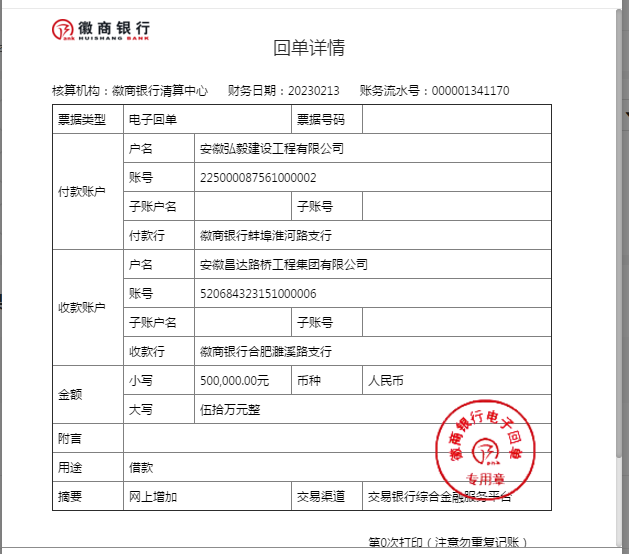 徽商银行
HUISHANG BANK
回单详情
核算机构：徽商银行清算中心 财务日期：20230213 账务流水号：000001341170
票据类型 电子回单 票据号码
付款账户
户名 安徽弘毅建设工程有限公司
账号 225000087561000002
子账户名 子账号
付款行 徽商银行蚌埠淮河路支行
收款账户
户名 安徽昌达路桥工程集团有限公司
账号 520684323151000006
子账户名 子账号
收款行 徽商银行合肥濉溪路支行
金额
小写 500,000.00元 币种 人民币
大写 伍拾万元整
附言
用途 借款
摘要 网上增加 交易渠道 交易银行综合金融服务平台
徽商银行电子回单
专用章
第0次打印（注意勿重复记账）